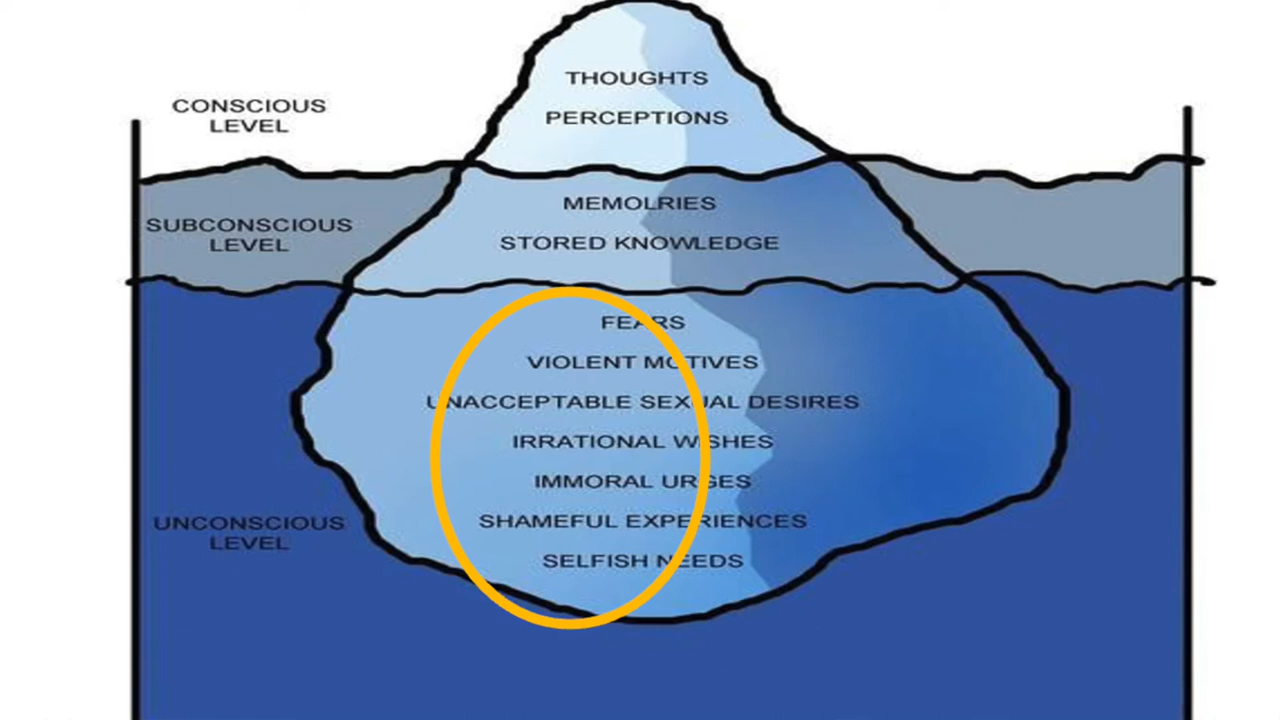 THOUGHTS
PERCEPTIONS
CONSCIOUS
LEVEL
MEMOLRIES
STORED KNOWLEDGE
SUBCONSCIOUS
LEVEL
FEARS
VIOLENT MOTIVES
UNACCEPTABLE SEXUAL DESIRES
IRRATIONAL WISHES
IMMORAL URGES
SHAMEFUL EXPERIENCES
SELFISH NEEDS
UNCONSCIOUS
LEVEL